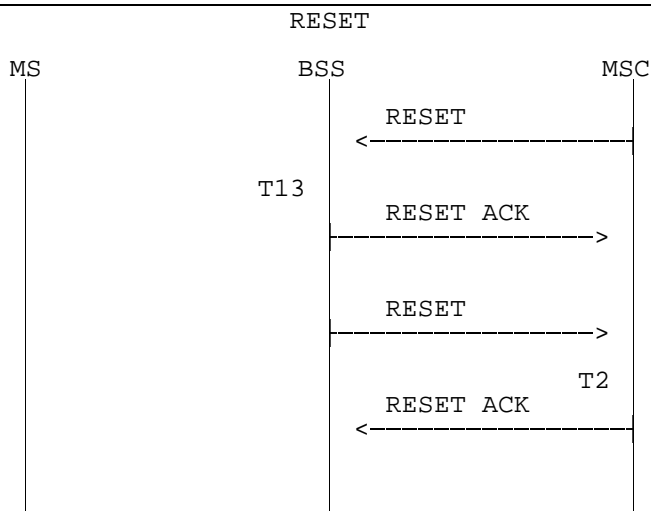 RESET
MS BSS MSC
RESET
T13
RESET ACK
RESET
T2
RESET ACK